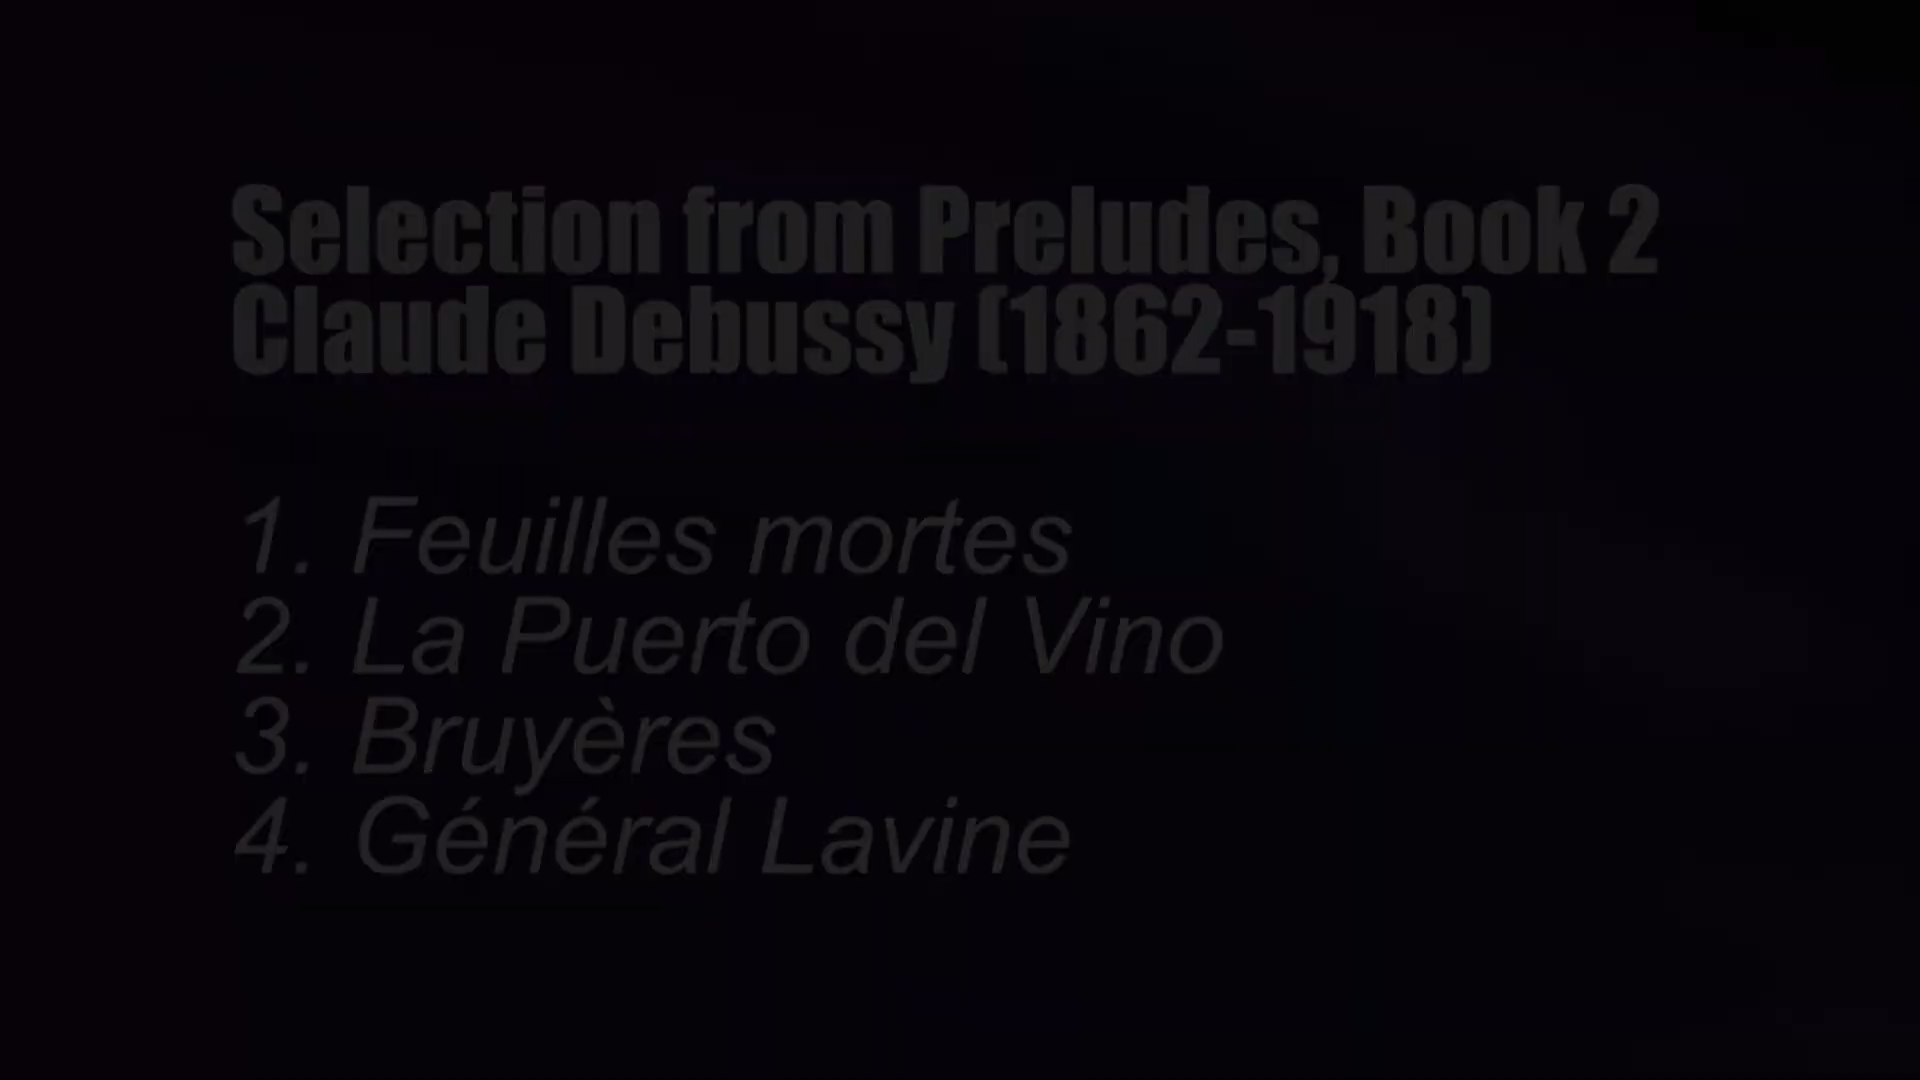 Selection from Preludes, Book 2
Claude Debussy (1862-1918)
1. Feuilles mortes
2. La Puerto del Vino
3. Bruyères
4. Général Lavine